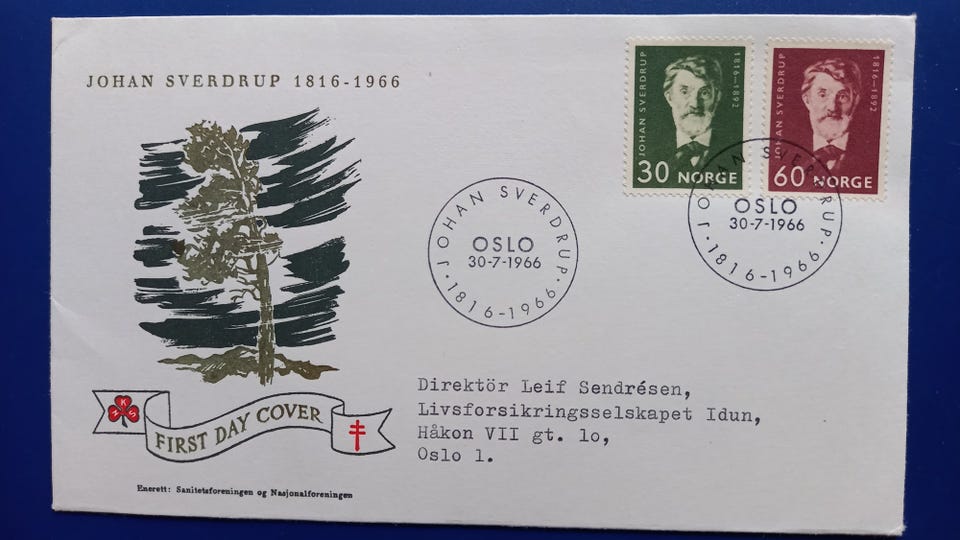 JOHAN SVERDRUP 1816-1966
JOHAN SVERDRUP
1816-1892
30 NORGE
JOHAN SVERDRUP
1816-1892
60 NORGE
JOHAN SVERDRUP
OSLO
30-7-1966
·1816-1966·
JOHAN SVERDRUP
OSLO
30-7-1966
·1816-1966·
Direktör Leif Sendrésen,
Livsforsikringsselskapet Idun,
Håkon VII gt. lo,
Oslo l.
N K S
FIRST DAY COVER
Enerett: Sanitetsforeningen og Nasjonalforeningen